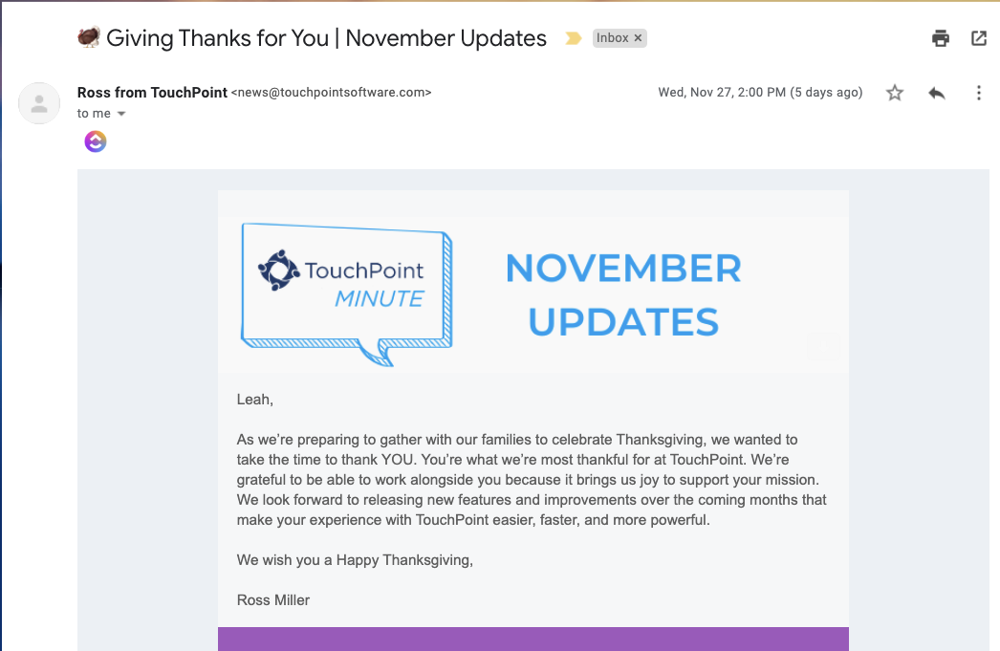 🦃 Giving Thanks for You | November Updates
Inbox ×
Ross from TouchPoint <news@touchpointsoftware.com>
Wed, Nov 27, 2:00 PM (5 days ago)
to me
TouchPoint
MINUTE
NOVEMBER
UPDATES
Leah,
As we’re preparing to gather with our families to celebrate Thanksgiving, we wanted to
take the time to thank YOU. You’re what we’re most thankful for at TouchPoint. We’re
grateful to be able to work alongside you because it brings us joy to support your mission.
We look forward to releasing new features and improvements over the coming months that
make your experience with TouchPoint easier, faster, and more powerful.
We wish you a Happy Thanksgiving,
Ross Miller